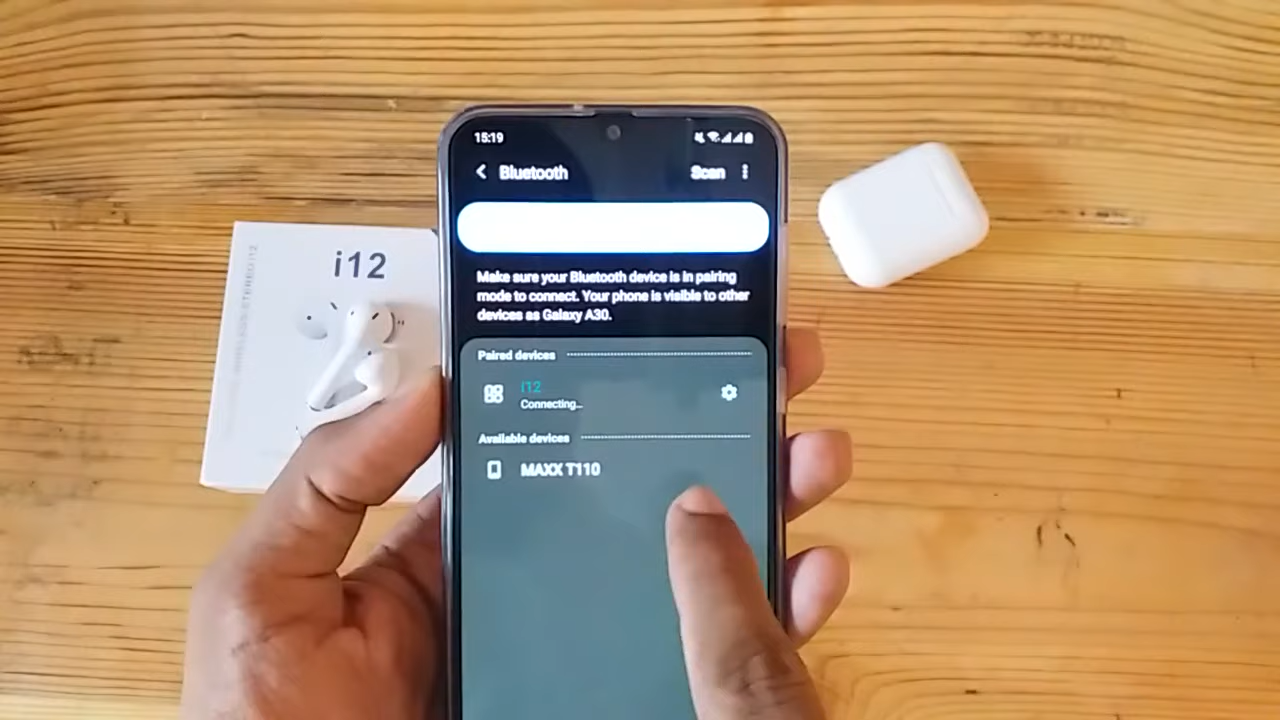 15:19
Bluetooth
Scan
Make sure your Bluetooth device is in pairing
mode to connect. Your phone is visible to other
devices as Galaxy A30.
Paired devices
i12
Connecting...
Available devices
MAXX T110
i12